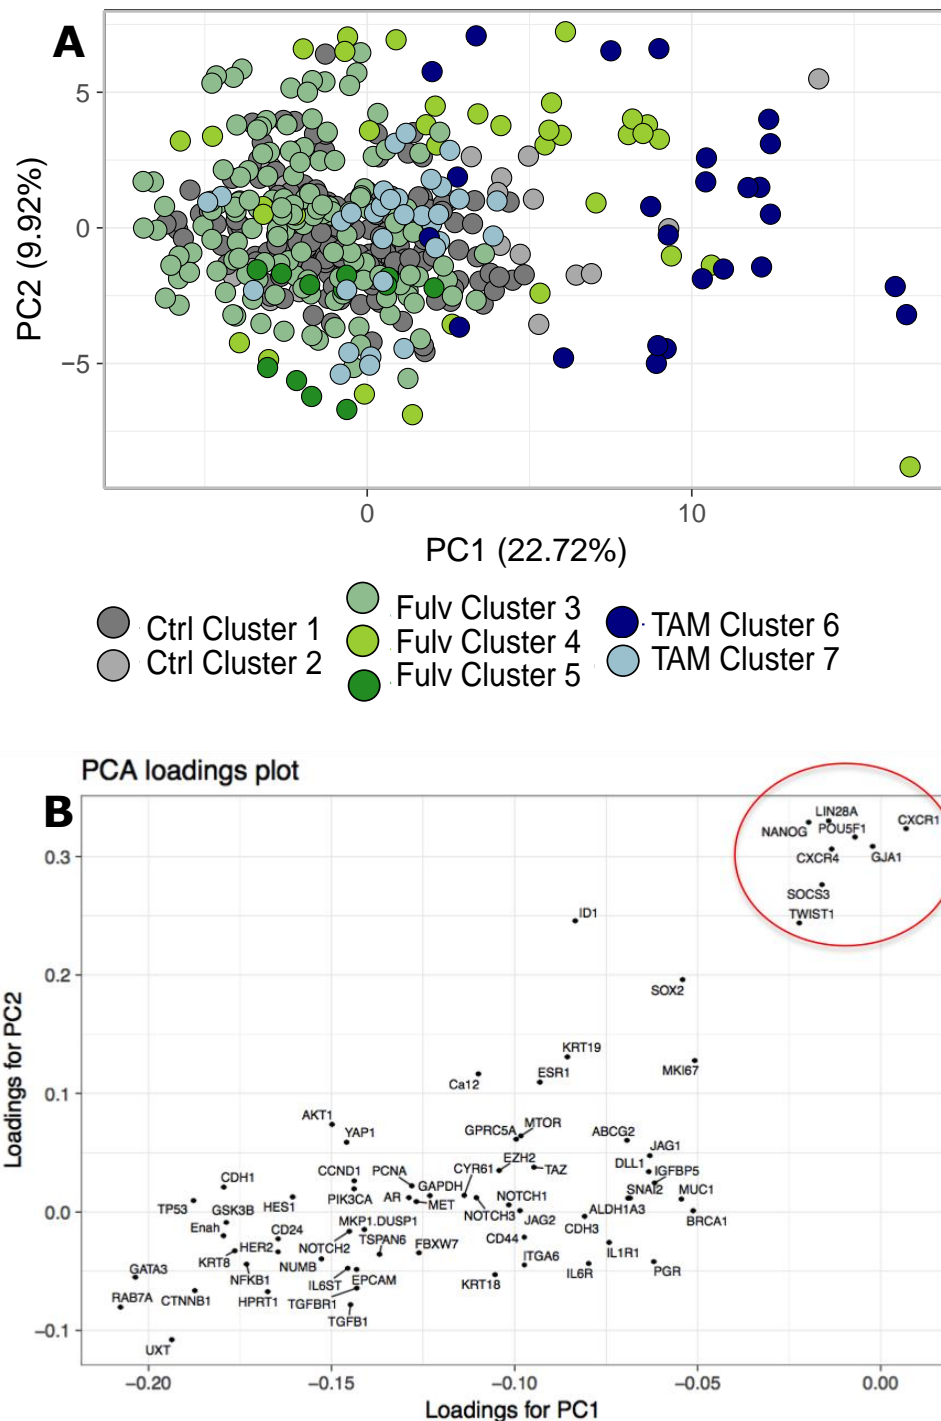 A
5
0
−5
PC2 (9.92%)
0
10
PC1 (22.72%)
Ctrl Cluster 1
Ctrl Cluster 2
Fulv Cluster 3
Fulv Cluster 4
Fulv Cluster 5
TAM Cluster 6
TAM Cluster 7
PCA loadings plot
B
LIN28A
CXCR1
NANOG
POU5F1
CXCR4
GJA1
SOCS3
TWIST1
ID1
SOX2
KRT19
MKI67
ESR1
Ca12
AKT1
YAP1
GPRC5A
MTOR
ABCG2
JAG1
EZH2
TAZ
DLL1
IGFBP5
CDH1
CCND1
PCNA
CYR61
GAPDH
SNAI2
MUC1
TP53
HES1
PIK3CA
AR
MET
NOTCH1
ALDH1A3
GSK3B
NOTCH3
JAG2
BRCA1
Enah
CD24
MKP1.DUSP1
CD44
CDH3
HER2
NOTCH2
TSPAN6
FBXW7
ITGA6
IL1R1
KRT8
NUMB
IL6R
PGR
GATA3
NFKB1
IL6ST
EPCAM
KRT18
RAB7A
CTNNB1
HPRT1
TGFBR1
TGFB1
UXT
0.3
0.2
0.1
0.0
−0.1
Loadings for PC2
−0.20
−0.15
−0.10
−0.05
0.00
Loadings for PC1